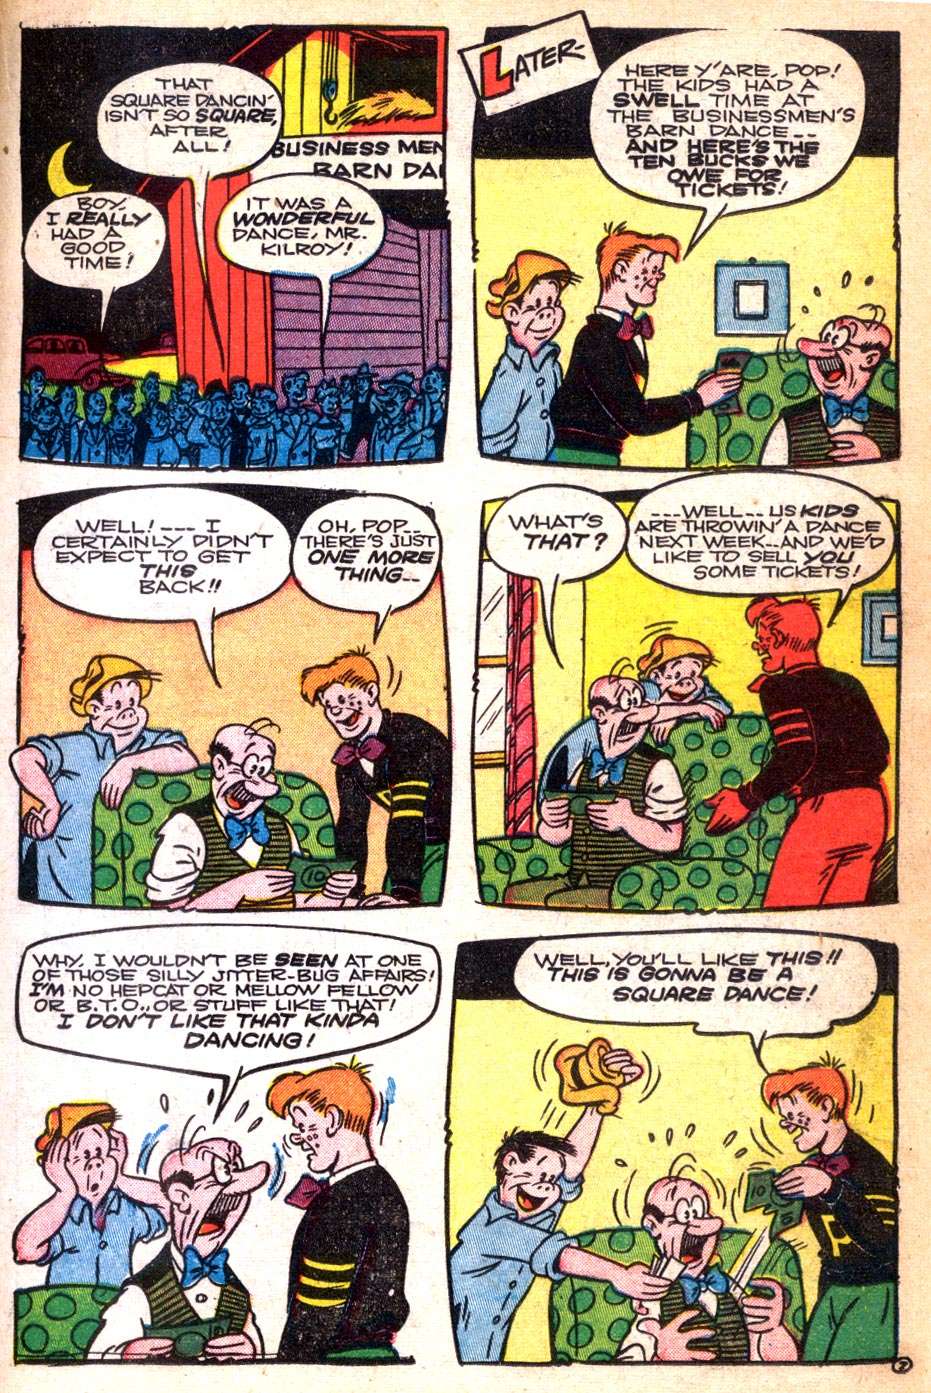 THAT
SQUARE DANCIN'
ISN'T SO SQUARE,
AFTER
ALL!
BUSINESS MEN
BARN DA
BOY,
I REALLY
HAD A
GOOD
TIME!
IT WAS A
WONDERFUL
DANCE, MR.
KILROY!
LATER-
HERE Y'ARE, POP!
THE KIDS HAD A
SWELL TIME AT
THE BUSINESSMEN'S
BARN DANCE--
AND HERE'S THE
TEN BUCKS WE
OWE FOR
TICKETS!
WELL!--- I
CERTAINLY DIDN'T
EXPECT TO GET
THIS
BACK!!
OH, POP--
THERE'S JUST
ONE MORE
THING--
10
WHAT'S
THAT?
---WELL-- US KIDS
ARE THROWIN' A DANCE
NEXT WEEK--AND WE'D
LIKE TO SELL YOU
SOME TICKETS!
WHY, I WOULDN'T BE SEEN AT ONE
OF THOSE SILLY JITTER-BUG AFFAIRS!
I'M NO HEPCAT OR MELLOW FELLOW
OR B.T.O., OR STUFF LIKE THAT!
I DON'T LIKE THAT KINDA
DANCING!
10
WELL, YOU'LL LIKE THIS!!
THIS IS GONNA BE A
SQUARE DANCE!
10
2